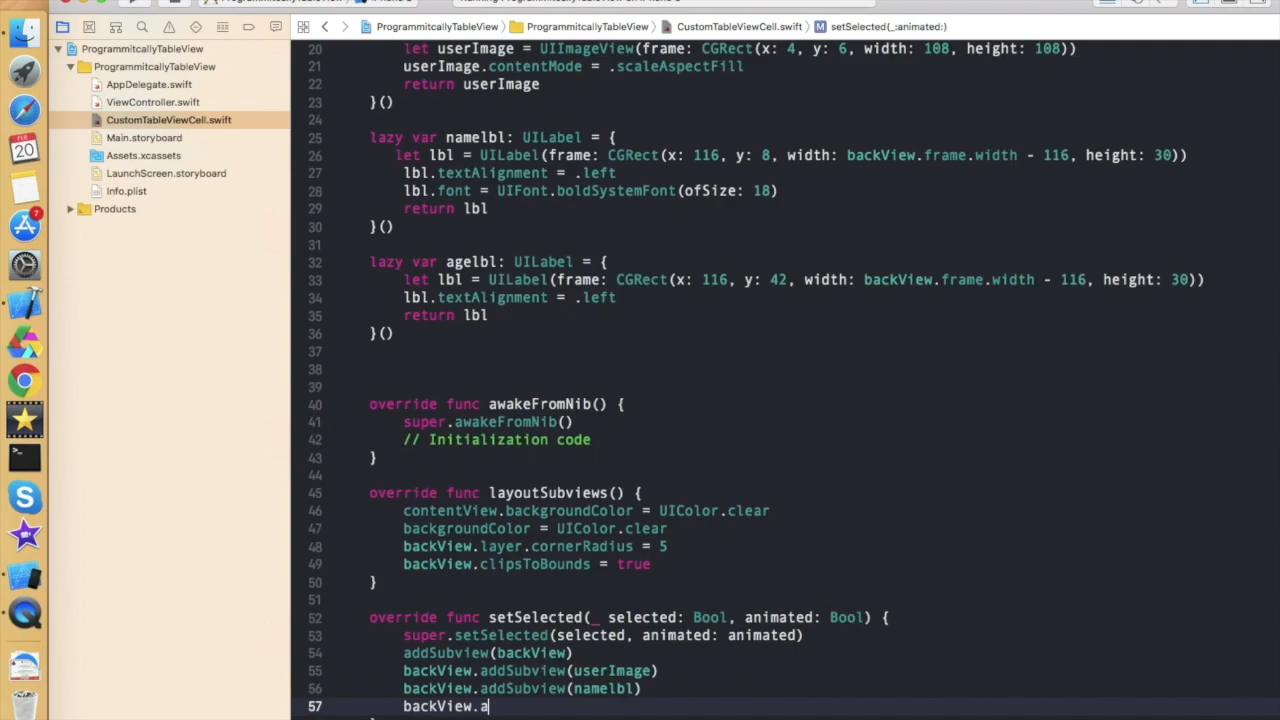 ProgrammitcallyTableView
ProgrammitcallyTableView
CustomTableViewCell.swift
setSelected(_:animated:)
ProgrammitcallyTableView
ProgrammitcallyTableView
AppDelegate.swift
ViewController.swift
CustomTableViewCell.swift
Main.storyboard
Assets.xcassets
LaunchScreen.storyboard
Info.plist
Products
FEB
20
7
20 let userImage = UIImageView(frame: CGRect(x: 4, y: 6, width: 108, height: 108))
21 userImage.contentMode = .scaleAspectFill
22 return userImage
23 }()
24
25 lazy var namelbl: UILabel = {
26 let lbl = UILabel(frame: CGRect(x: 116, y: 8, width: backView.frame.width - 116, height: 30))
27 lbl.textAlignment = .left
28 lbl.font = UIFont.boldSystemFont(ofSize: 18)
29 return lbl
30 }()
31
32 lazy var agelbl: UILabel = {
33 let lbl = UILabel(frame: CGRect(x: 116, y: 42, width: backView.frame.width - 116, height: 30))
34 lbl.textAlignment = .left
35 return lbl
36 }()
37
38
39
40 override func awakeFromNib() {
41 super.awakeFromNib()
42 // Initialization code
43 }
44
45 override func layoutSubviews() {
46 contentView.backgroundColor = UIColor.clear
47 backgroundColor = UIColor.clear
48 backView.layer.cornerRadius = 5
49 backView.clipsToBounds = true
50 }
51
52 override func setSelected(_ selected: Bool, animated: Bool) {
53 super.setSelected(selected, animated: animated)
54 addSubview(backView)
55 backView.addSubview(userImage)
56 backView.addSubview(namelbl)
57 backView.a